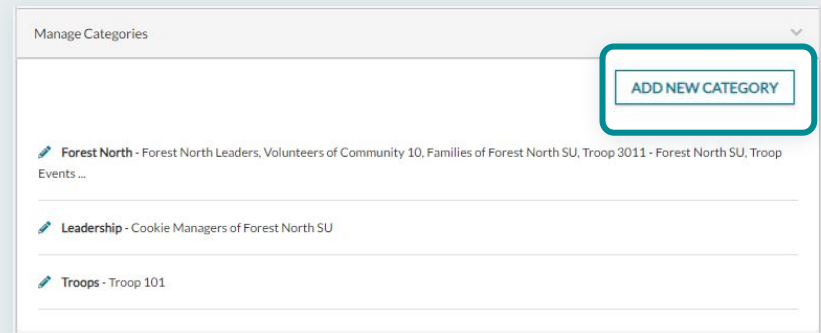 Manage Categories
ADD NEW CATEGORY
Forest North - Forest North Leaders, Volunteers of Community 10, Families of Forest North SU, Troop 3011 - Forest North SU, Troop
Events ...
Leadership - Cookie Managers of Forest North SU
Troops - Troop 101